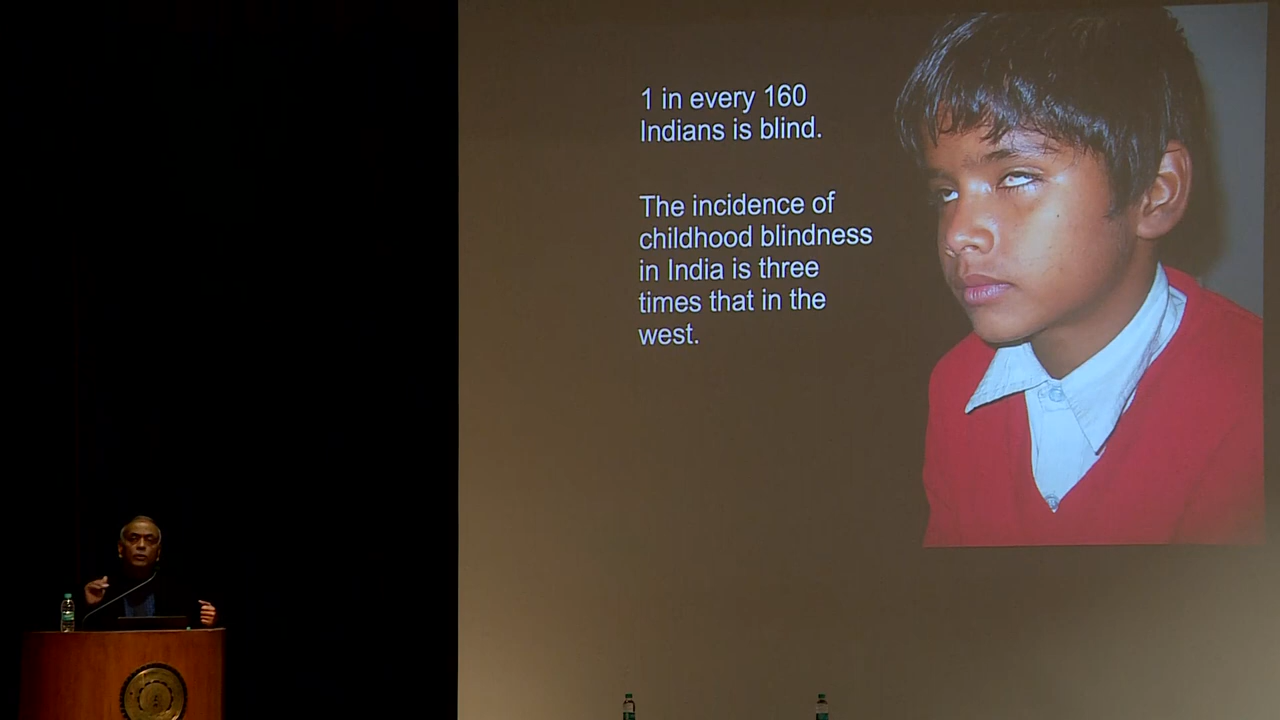 1 in every 160
Indians is blind.
The incidence of
childhood blindness
in India is three
times that in the
west.